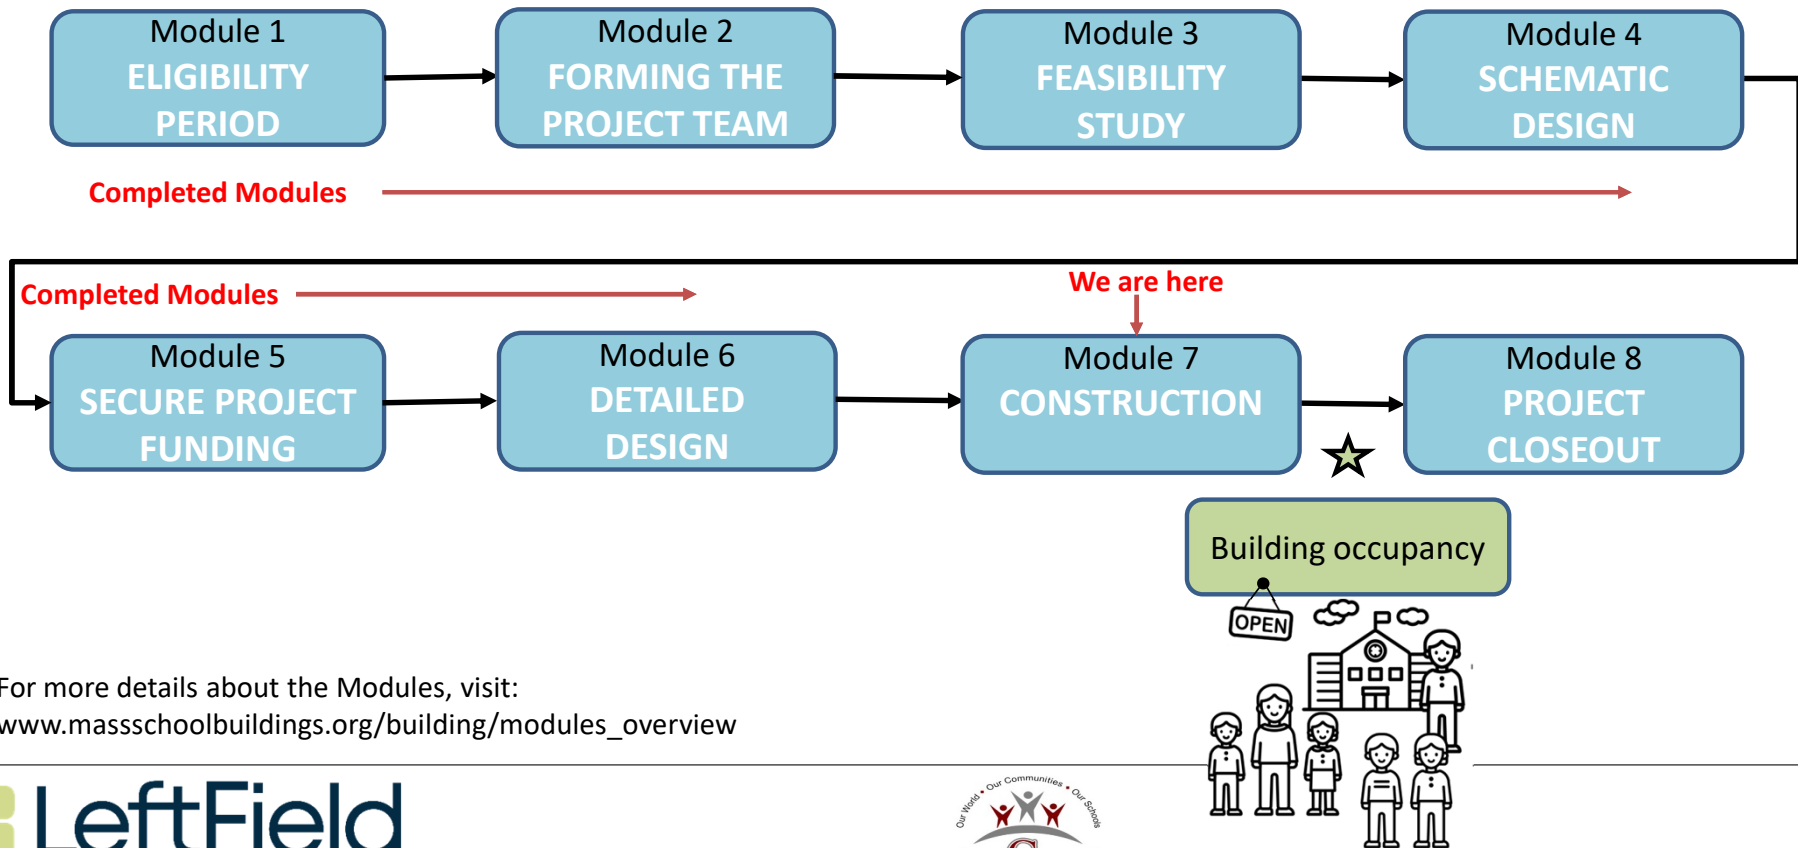 Module 1
ELIGIBILITY
PERIOD
Module 2
FORMING THE
PROJECT TEAM
Module 3
FEASIBILITY
STUDY
Module 4
SCHEMATIC
DESIGN
Completed Modules
Completed Modules
We are here
Module 5
SECURE PROJECT
FUNDING
Module 6
DETAILED
DESIGN
Module 7
CONSTRUCTION
Module 8
PROJECT
CLOSEOUT
Building occupancy
OPEN
For more details about the Modules, visit:
www.massschoolbuildings.org/building/modules_overview
LeftField
Our World • Our Communities • Our Schools